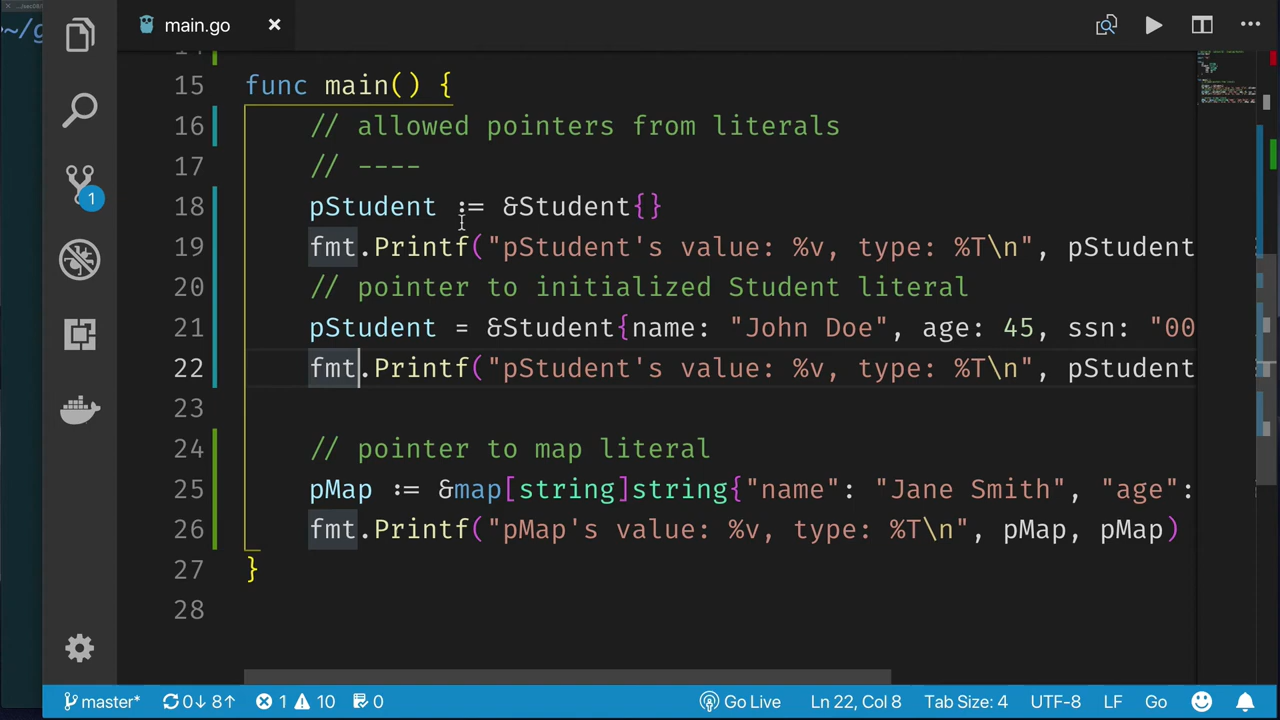 ~/g
main.go
15 func main() {
16 // allowed pointers from literals
17 // ----
18 pStudent := &Student{}
19 fmt.Printf("pStudent's value: %v, type: %T\n", pStudent
20 // pointer to initialized Student literal
21 pStudent = &Student{name: "John Doe", age: 45, ssn: "00
22 fmt.Printf("pStudent's value: %v, type: %T\n", pStudent
23
24 // pointer to map literal
25 pMap := &map[string]string{"name": "Jane Smith", "age":
26 fmt.Printf("pMap's value: %v, type: %T\n", pMap, pMap)
27 }
28
1
master* 0↓ 8↑ 1 10 0 Go Live Ln 22, Col 8 Tab Size: 4 UTF-8 LF Go